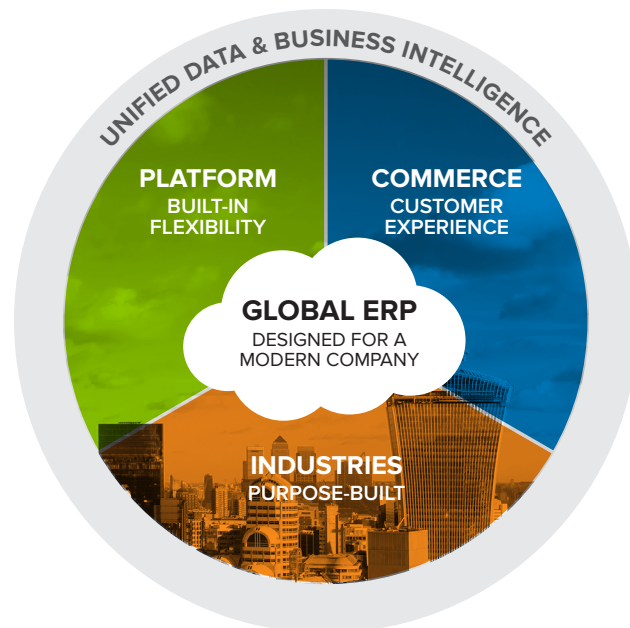 UNIFIED DATA & BUSINESS INTELLIGENCE
PLATFORM
BUILT-IN
FLEXIBILITY
COMMERCE
CUSTOMER
EXPERIENCE
GLOBAL ERP
DESIGNED FOR A
MODERN COMPANY
INDUSTRIES
PURPOSE-BUILT